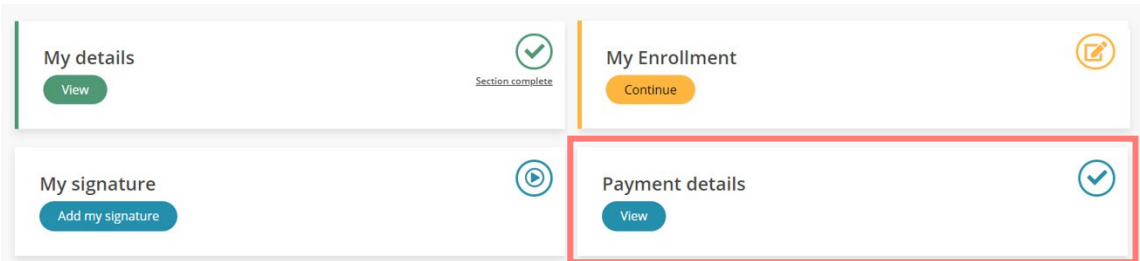 My details
View
Section complete
My Enrollment
Continue
My signature
Add my signature
Payment details
View